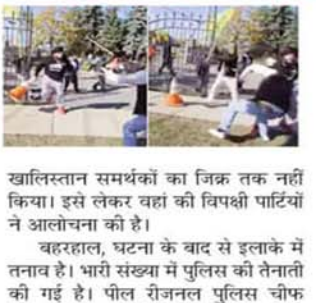 खालिस्तान समर्थकों का जिक्र तक नहीं
किया। इसे लेकर वहां की विपक्षी पार्टियों
ने आलोचना की है।
बहरहाल, घटना के बाद से इलाके में
तनाव है। भारी संख्या में पुलिस की तैनाती
की गई है। पील रीजनल पुलिस चीफ